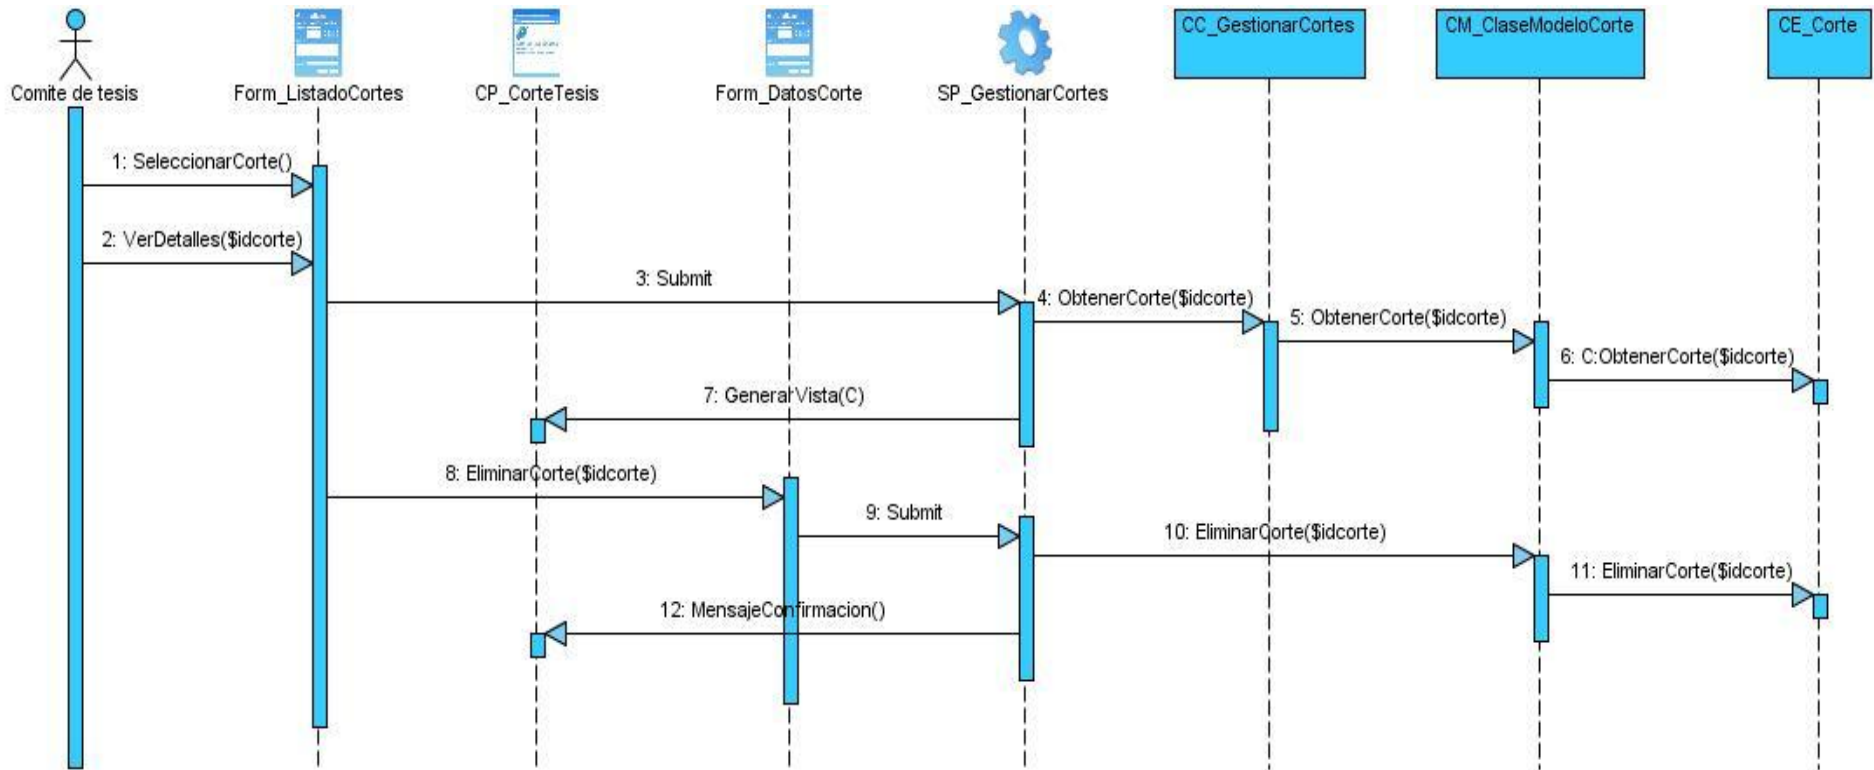 Comite de tesis
Form_ListadoCortes
CP_CorteTesis
Form_DatosCorte
SP_GestionarCortes
CC_GestionarCortes
CM_ClaseModeloCorte
CE_Corte
1: SeleccionarCorte()
2: VerDetalles($idcorte)
3: Submit
4: ObtenerCorte($idcorte)
5: ObtenerCorte($idcorte)
6: C:ObtenerCorte($idcorte)
7: GenerarVista(C)
8: EliminarCorte($idcorte)
9: Submit
10: EliminarCorte($idcorte)
11: EliminarCorte($idcorte)
12: MensajeConfirmacion()